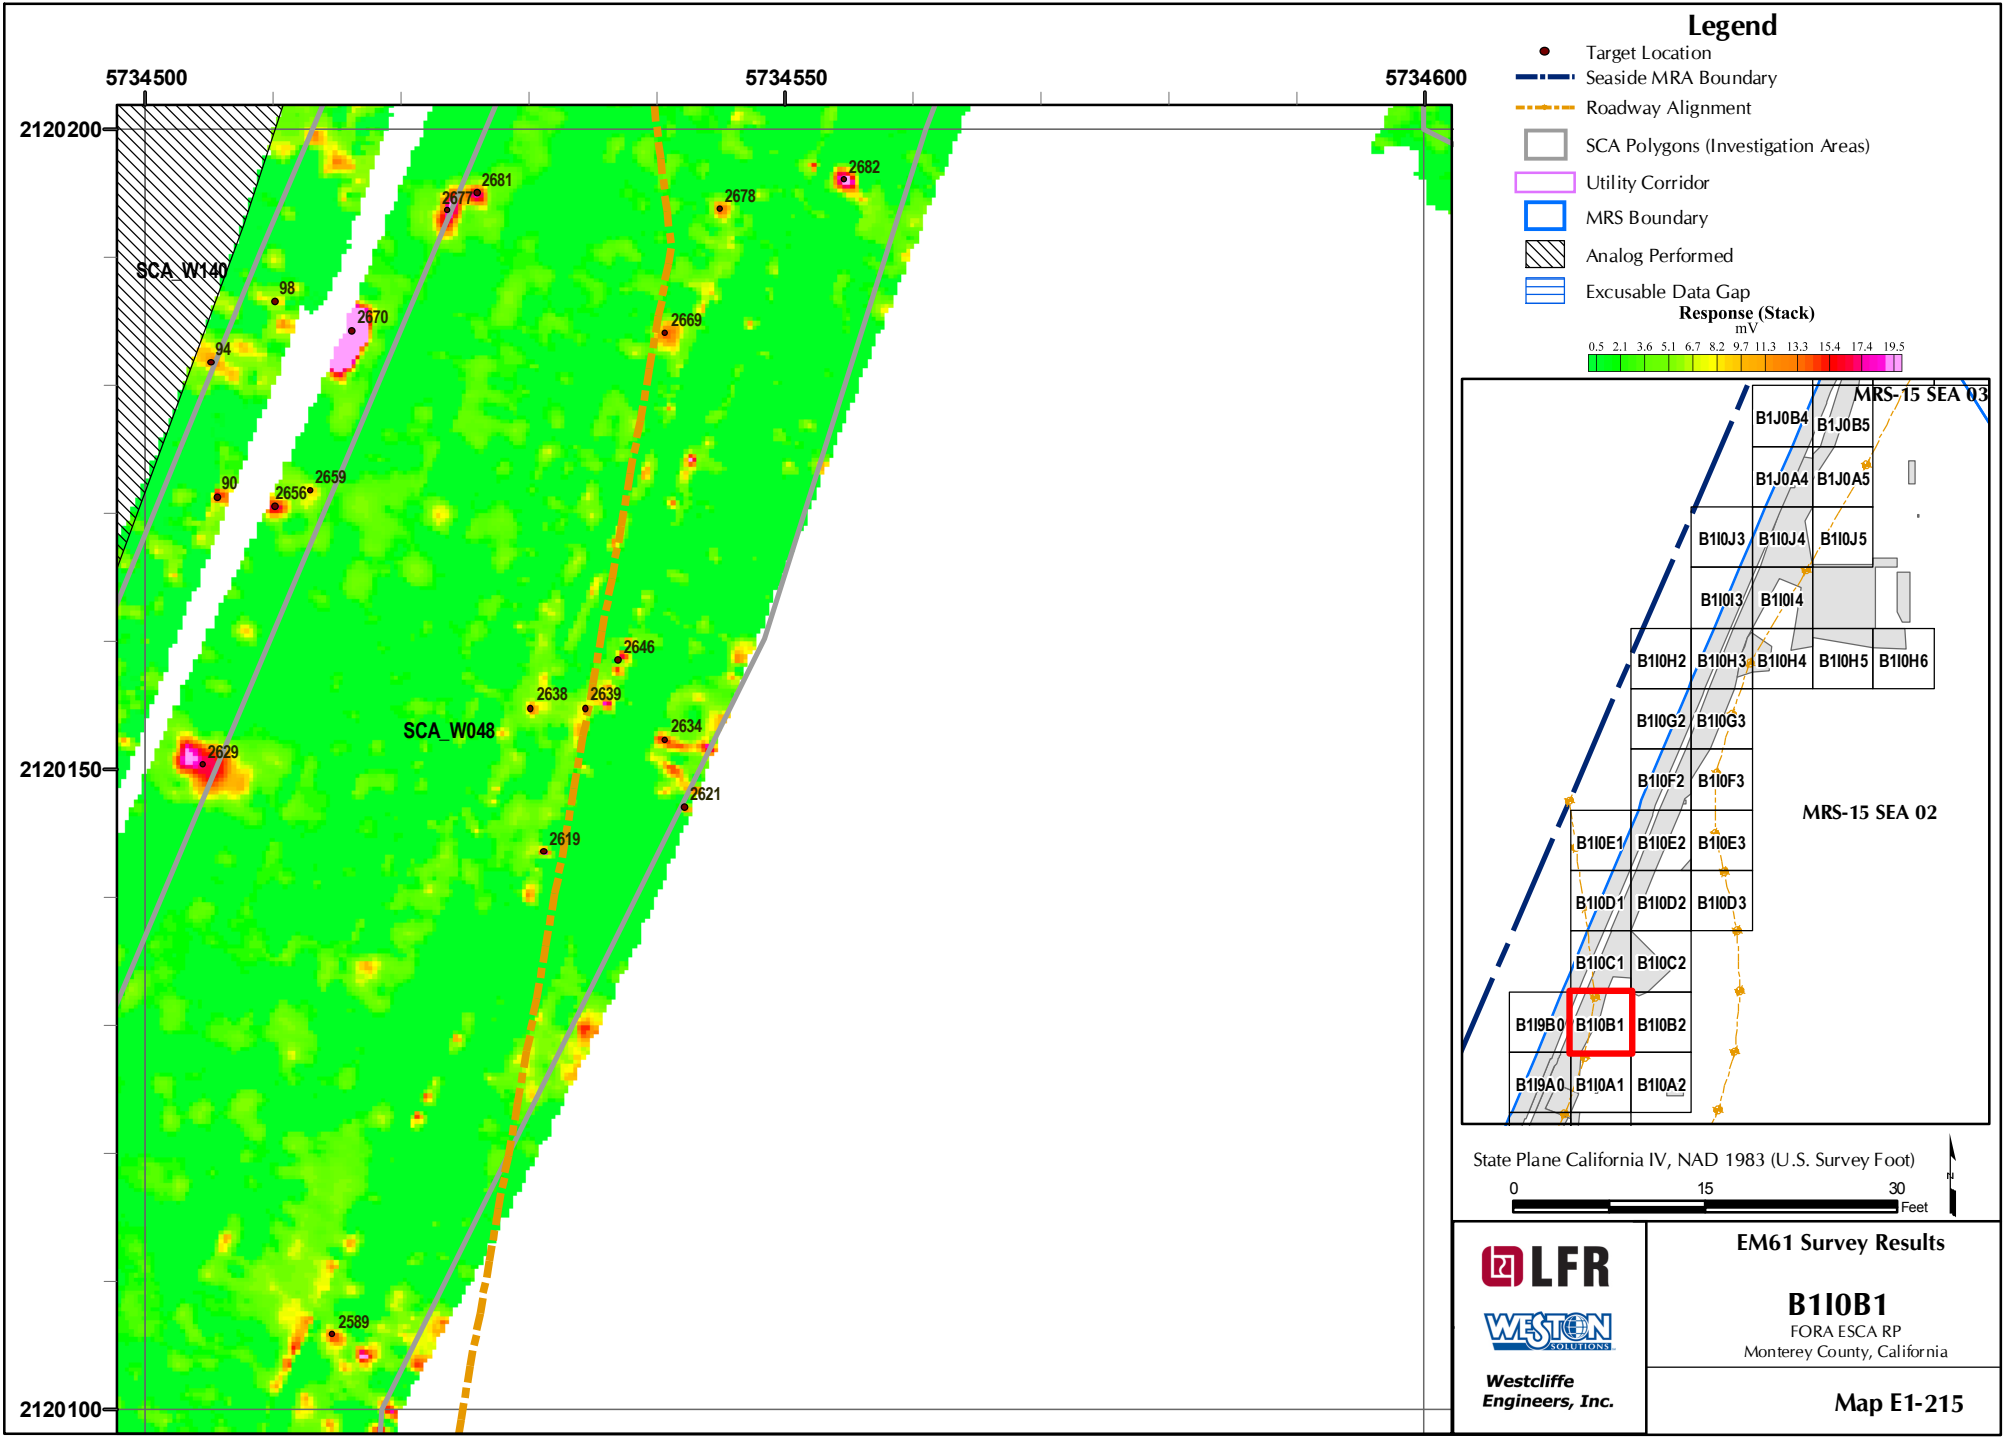 5734500
5734550
5734600
2120200
2120150
2120100
SCA_W140
SCA_W048
2682
2681
2677
2678
98
2670
2669
94
90
2656
2659
2646
2638
2639
2634
2629
2621
2619
2589
Legend
Target Location
Seaside MRA Boundary
Roadway Alignment
SCA Polygons (Investigation Areas)
Utility Corridor
MRS Boundary
Analog Performed
Excusable Data Gap
Response (Stack)
mV
0.5 2.1 3.6 5.1 6.7 8.2 9.7 11.3 13.3 15.4 17.4 19.5
MRS-15 SEA 03
B1J0B4 B1J0B5
B1J0A4 B1J0A5
B1I0J3 B1I0J4 B1I0J5
B1I0I3 B1I0I4
B1I0H2 B1I0H3 B1I0H4 B1I0H5 B1I0H6
B1I0G2 B1I0G3
B1I0F2 B1I0F3
MRS-15 SEA 02
B1I0E1 B1I0E2 B1I0E3
B1I0D1 B1I0D2 B1I0D3
B1I0C1 B1I0C2
B1I9B0 B1I0B1 B1I0B2
B1I9A0 B1I0A1 B1I0A2
State Plane California IV, NAD 1983 (U.S. Survey Foot)
0 15 30
Feet
N
LFR
WESTON
SOLUTIONS
Westcliffe
Engineers, Inc.
EM61 Survey Results
B1I0B1
FORA ESCA RP
Monterey County, California
Map E1-215